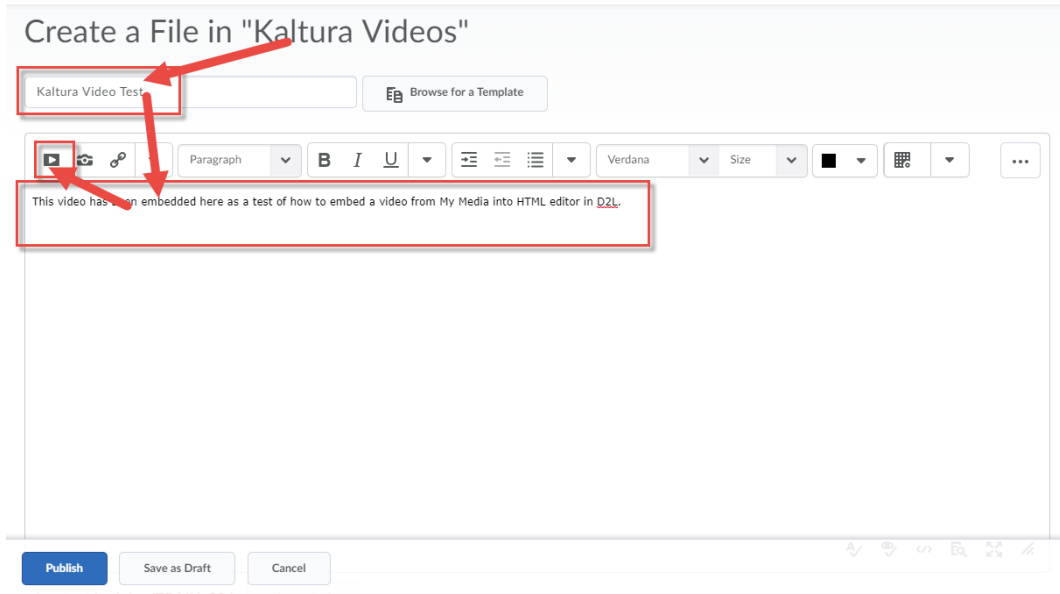 Create a File in "Kaltura Videos"
Kaltura Video Test
Browse for a Template
Paragraph
B I U
Verdana
Size
This video has been embedded here as a test of how to embed a video from My Media into HTML editor in D2L.
Publish
Save as Draft
Cancel